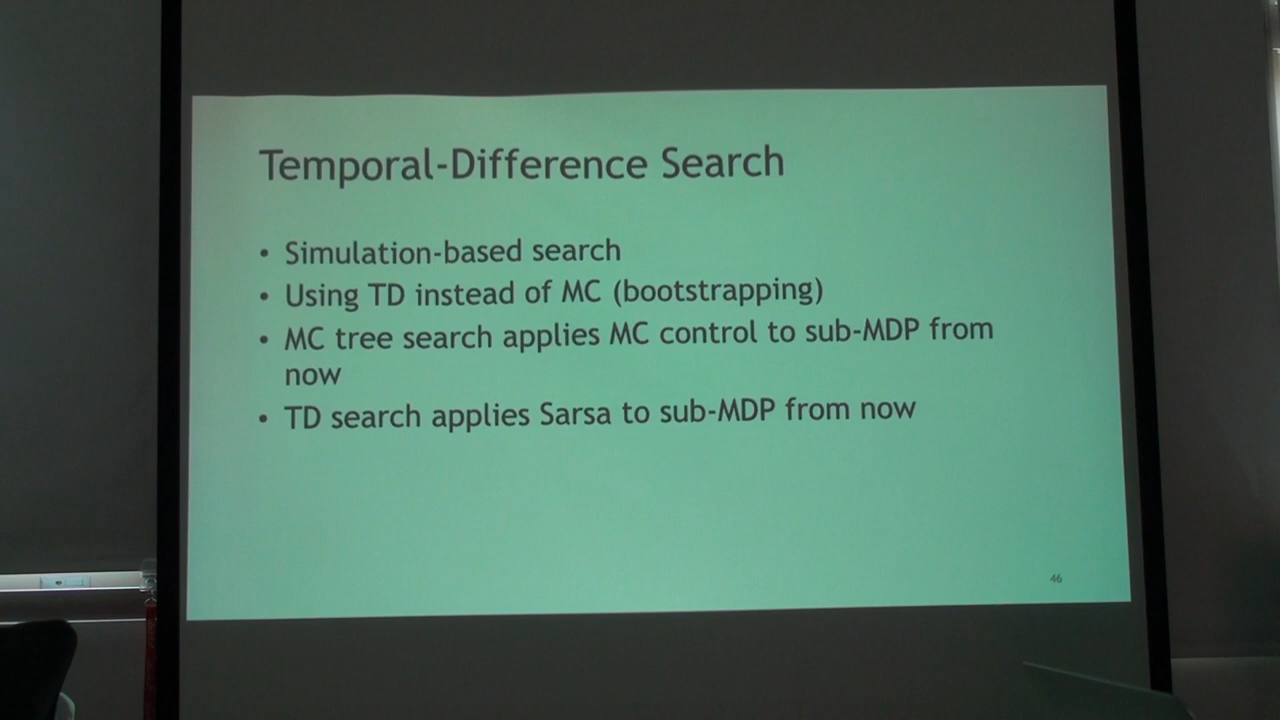 Temporal-Difference Search
• Simulation-based search
• Using TD instead of MC (bootstrapping)
• MC tree search applies MC control to sub-MDP from
now
• TD search applies Sarsa to sub-MDP from now
46